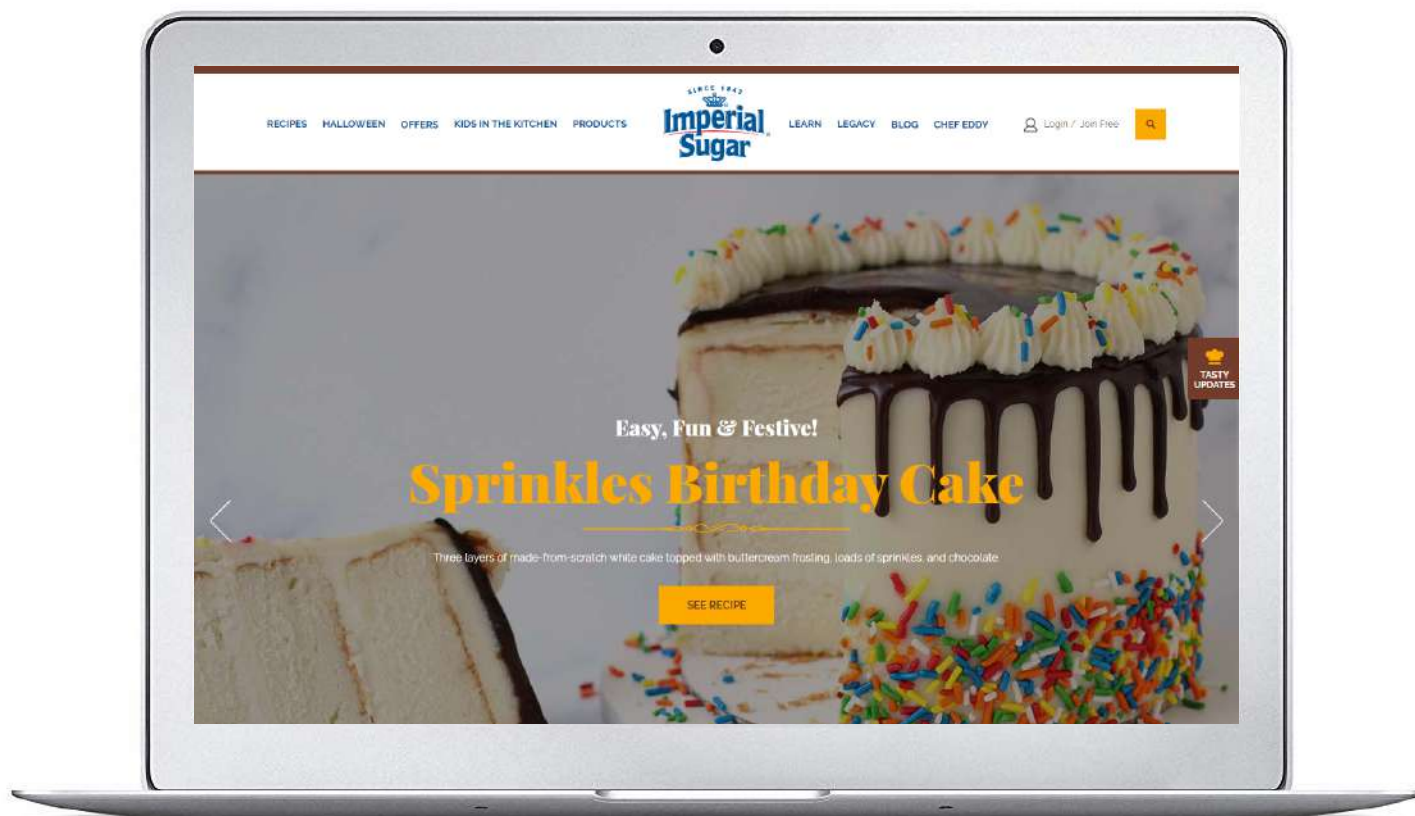 SINCE 1843
RECIPES HALLOWEEN OFFERS KIDS IN THE KITCHEN PRODUCTS Imperial Sugar LEARN LEGACY BLOG CHEF EDDY Login / Join Free
TASTY
UPDATES
Easy, Fun & Festive!
Sprinkles Birthday Cake
Three layers of made-from-scratch white cake topped with buttercream frosting, loads of sprinkles, and chocolate
SEE RECIPE